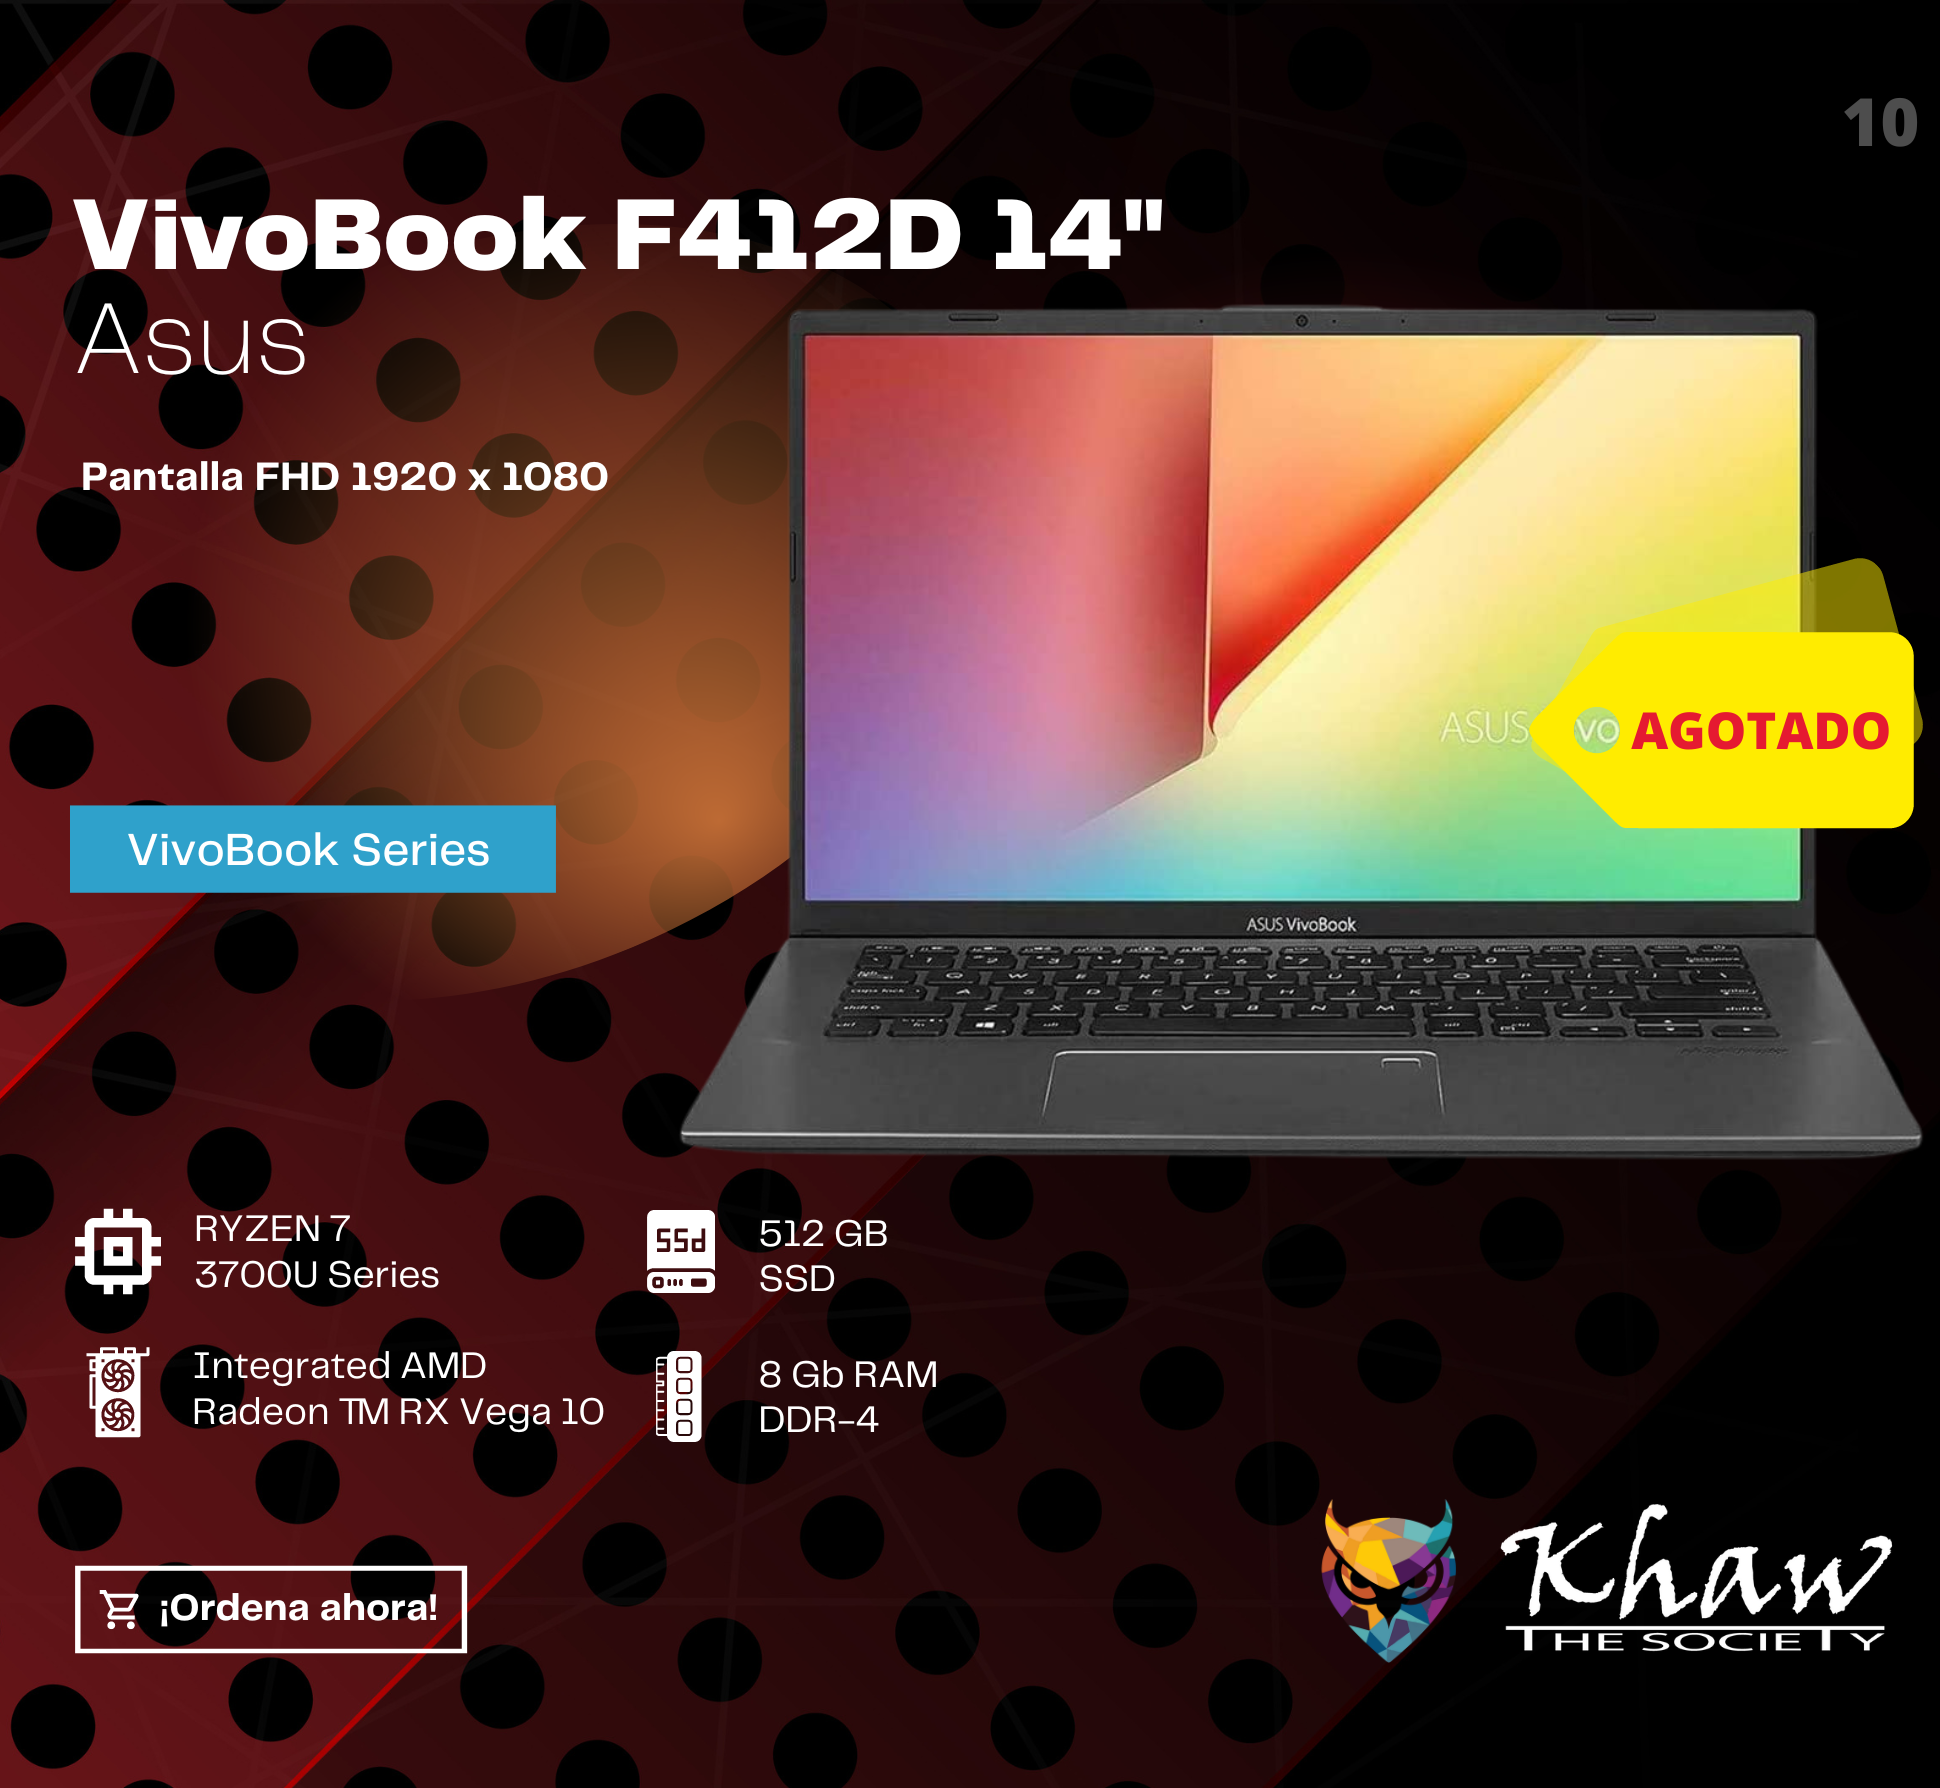 10
VivoBook F412D 14"
Asus
Pantalla FHD 1920 x 1080
ASUS VO AGOTADO
VivoBook Series
ASUS VivoBook
RYZEN 7
3700U Series
SSd
512 GB
SSD
Integrated AMD
Radeon TM RX Vega 10
8 Gb RAM
DDR-4
¡Ordena ahora!
Khaw
THE SOCIETY